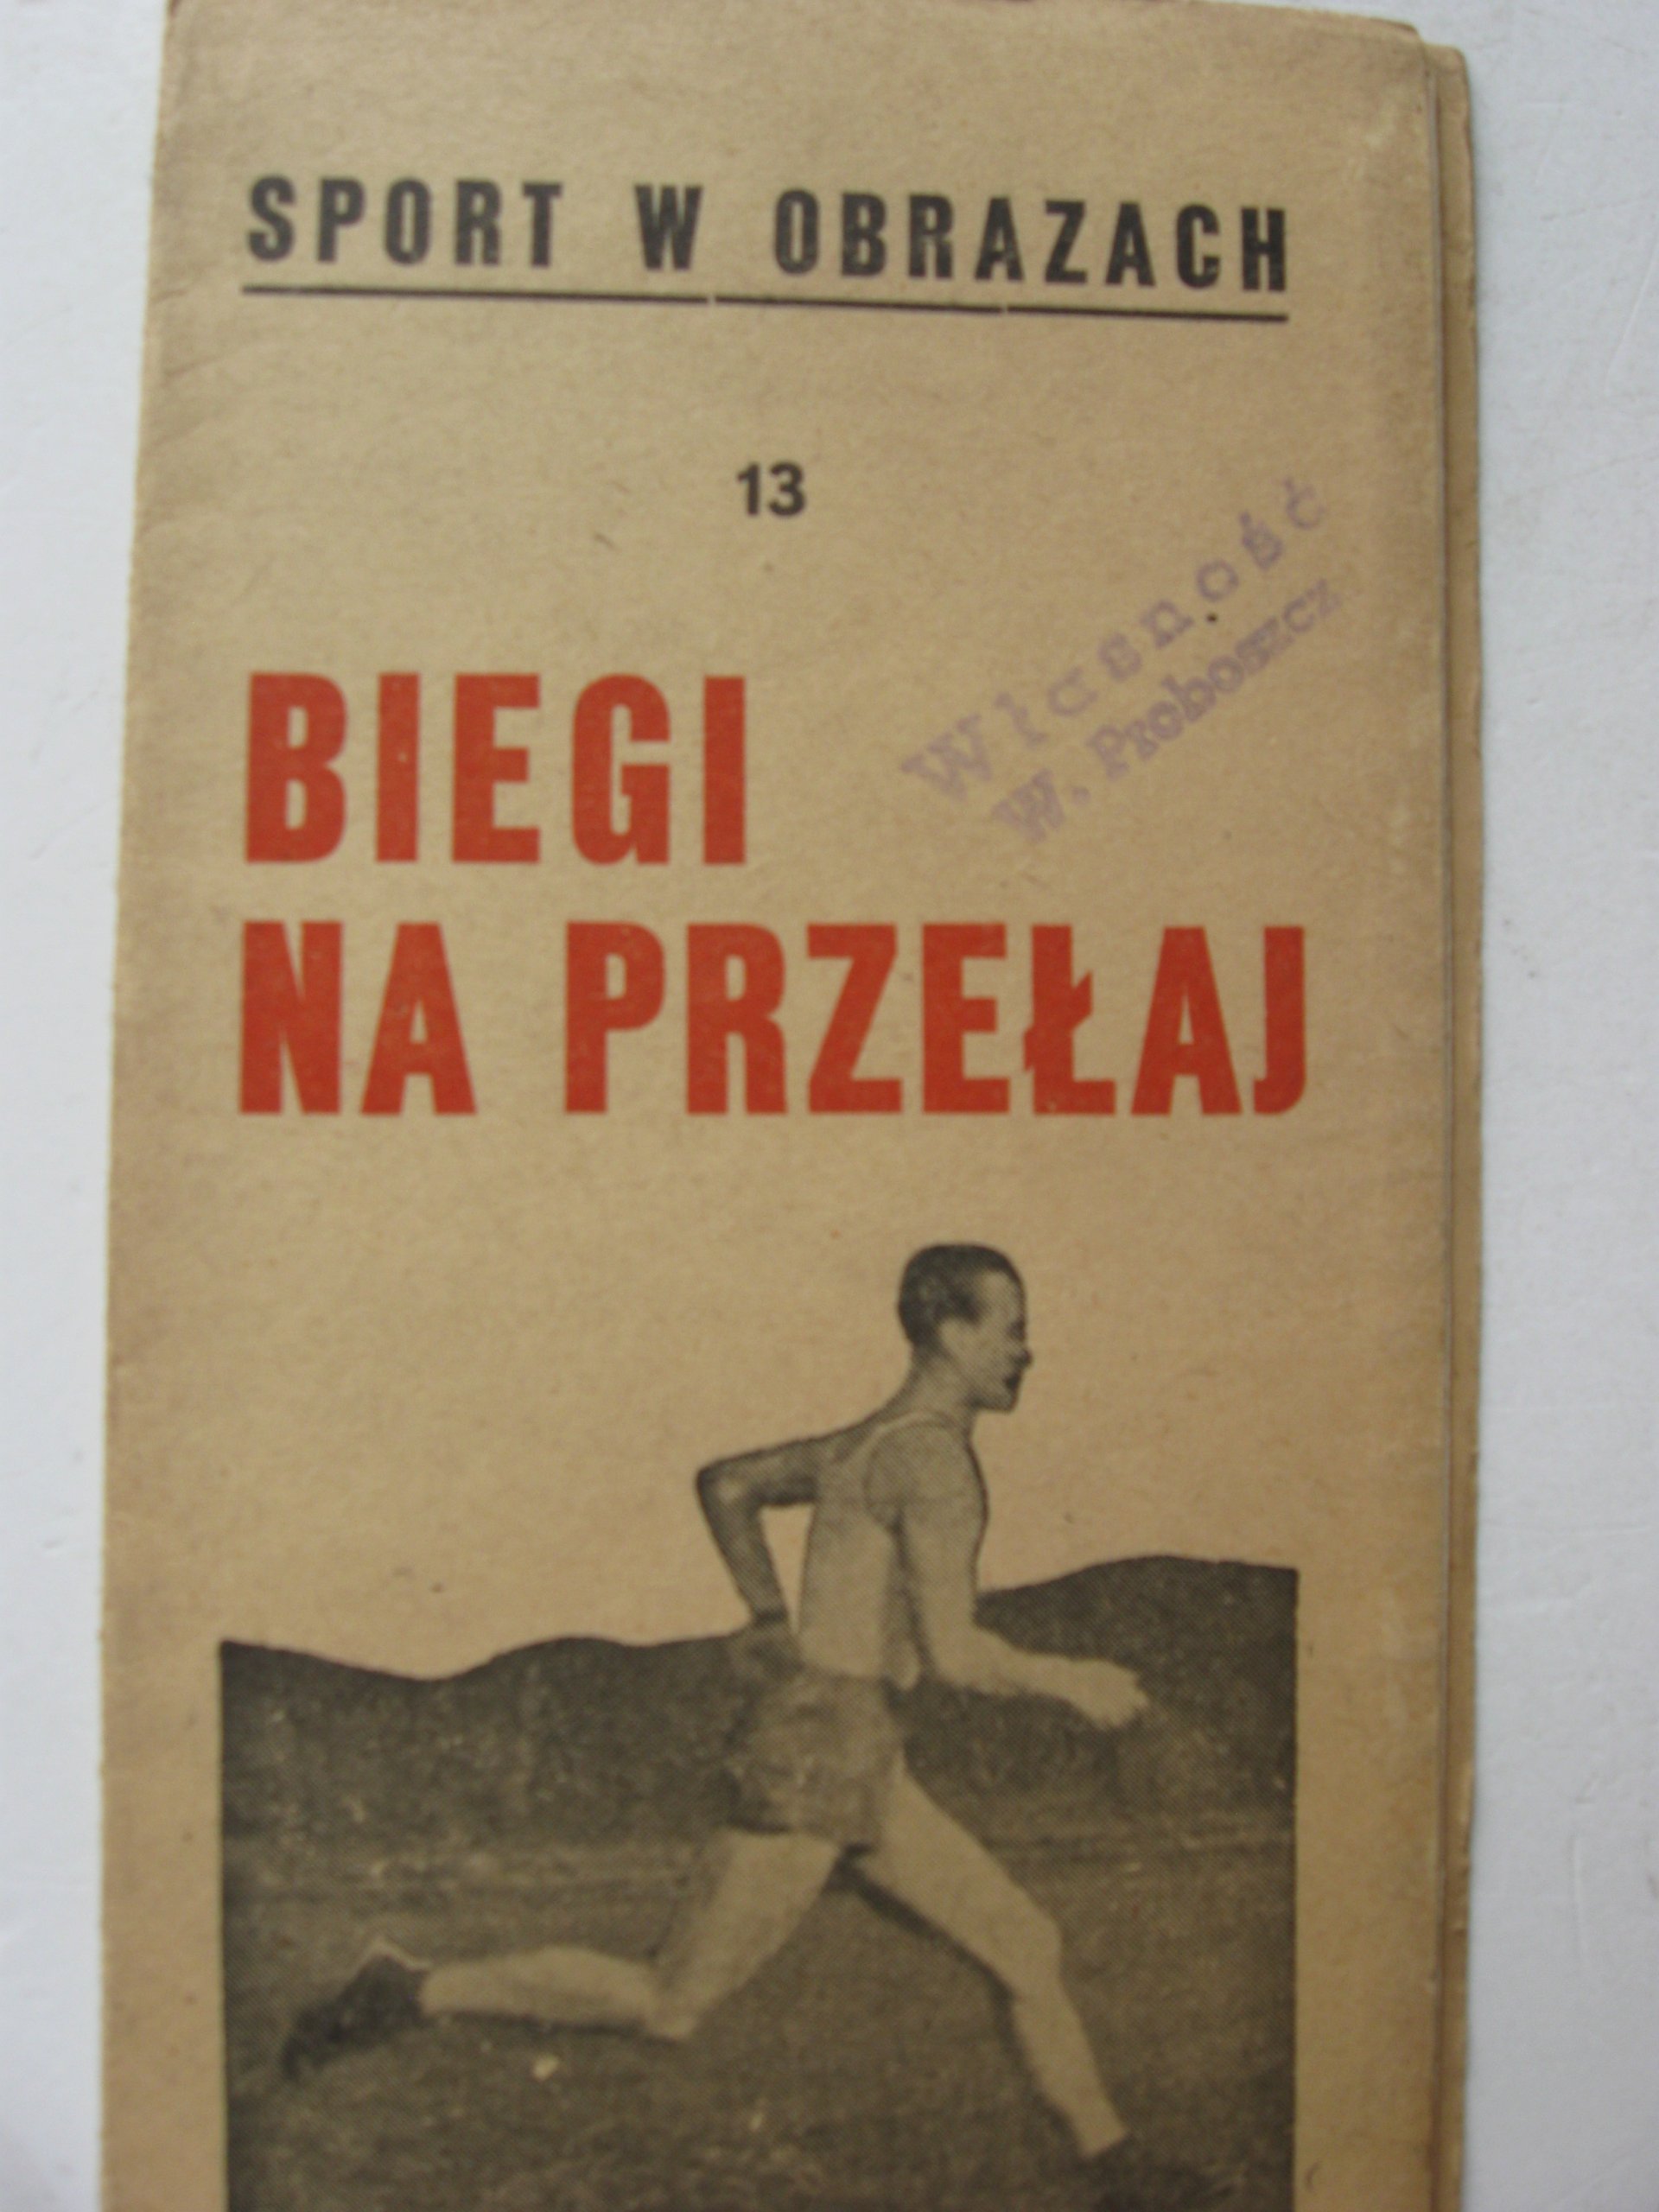 SPORT W OBRAZACH
13
Własność
W. Proboszcz
BIEGI
NA PRZEŁAJ